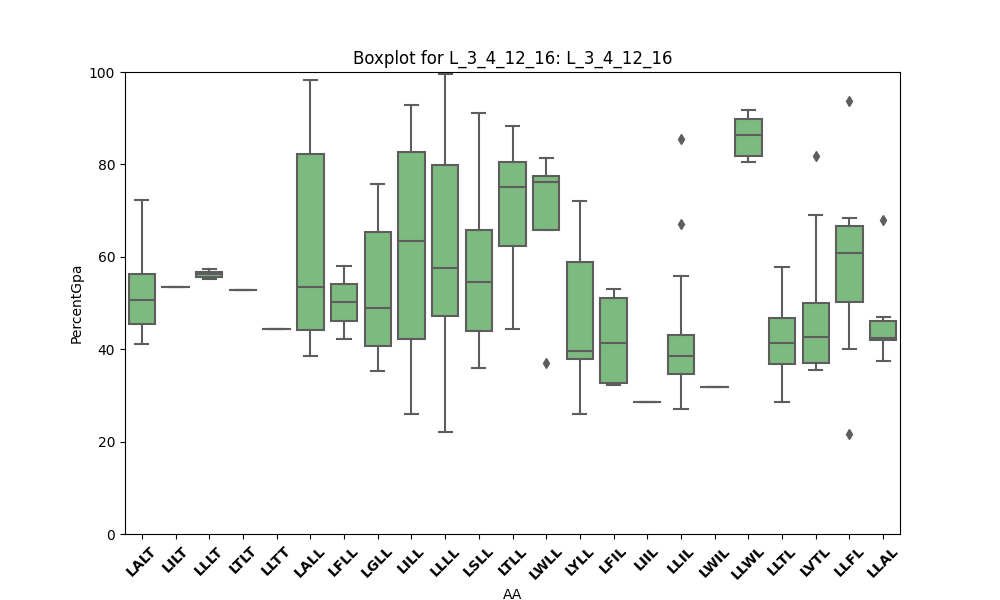 Boxplot for L_3_4_12_16: L_3_4_12_16
PercentGpa
100
80
60
40
20
0
LALT LILT LLLT LTLT LLTT LALL LFLL LGLL LILL LLLL LSLL LTLL LWLL LYLL LFIL LIIL LLIL LWIL LLWL LLTL LVTL LLFL LLAL
AA